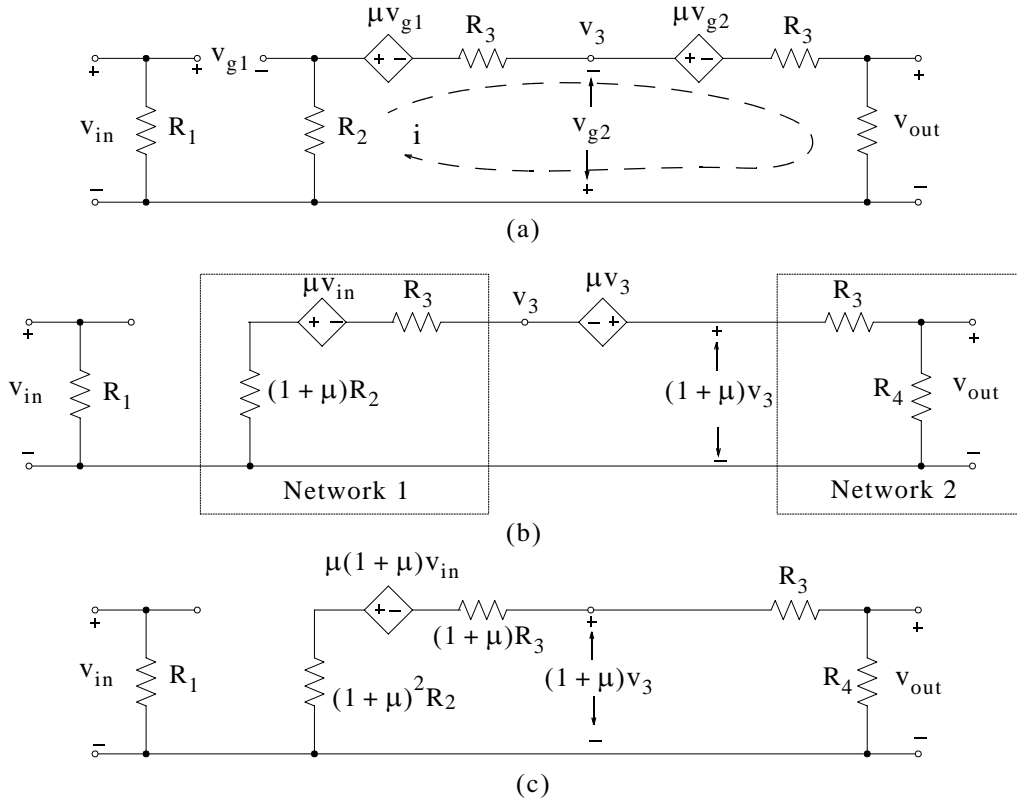 μv_g1 R_3 v_3 μv_g2 R_3
+ v_g1 + − + − − + − +
v_in R_1 R_2 i v_g2 v_out
− + −
(a)
μv_in R_3 v_3 μv_3 R_3
+ + − − + + +
v_in R_1 (1 + μ)R_2 (1 + μ)v_3 R_4 v_out
− − −
Network 1 Network 2
(b)
μ(1 + μ)v_in R_3
+ + − (1 + μ)R_3 + +
v_in R_1 (1 + μ)^2 R_2 (1 + μ)v_3 R_4 v_out
− − −
(c)